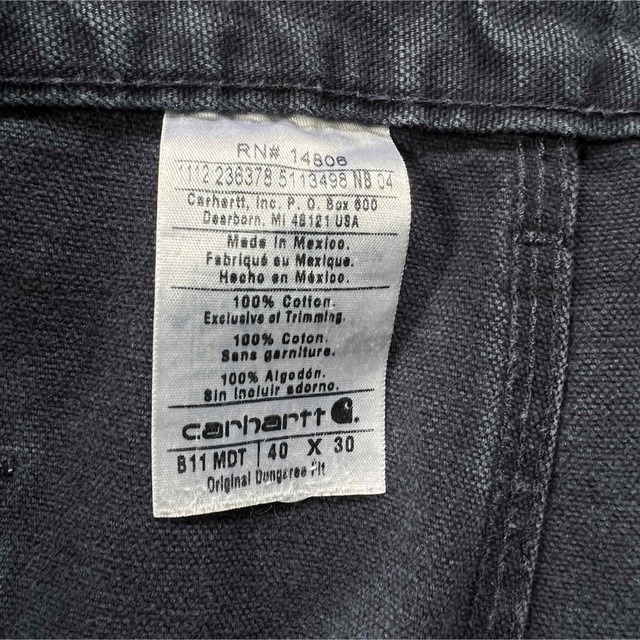 RN# 14806
1112 236378 5113498 NB 04
Carhartt, Inc. P. O. Box 600
Dearborn, MI 48121 USA
Made in Mexico.
Fabriqué au Mexique.
Hecho en México.
100% Cotton.
Exclusive of Trimming.
100% Coton.
Sans garniture.
100% Algodón.
Sin incluir adorno.
carhartt
B11 MDT 40 X 30
Original Dungaree Fit